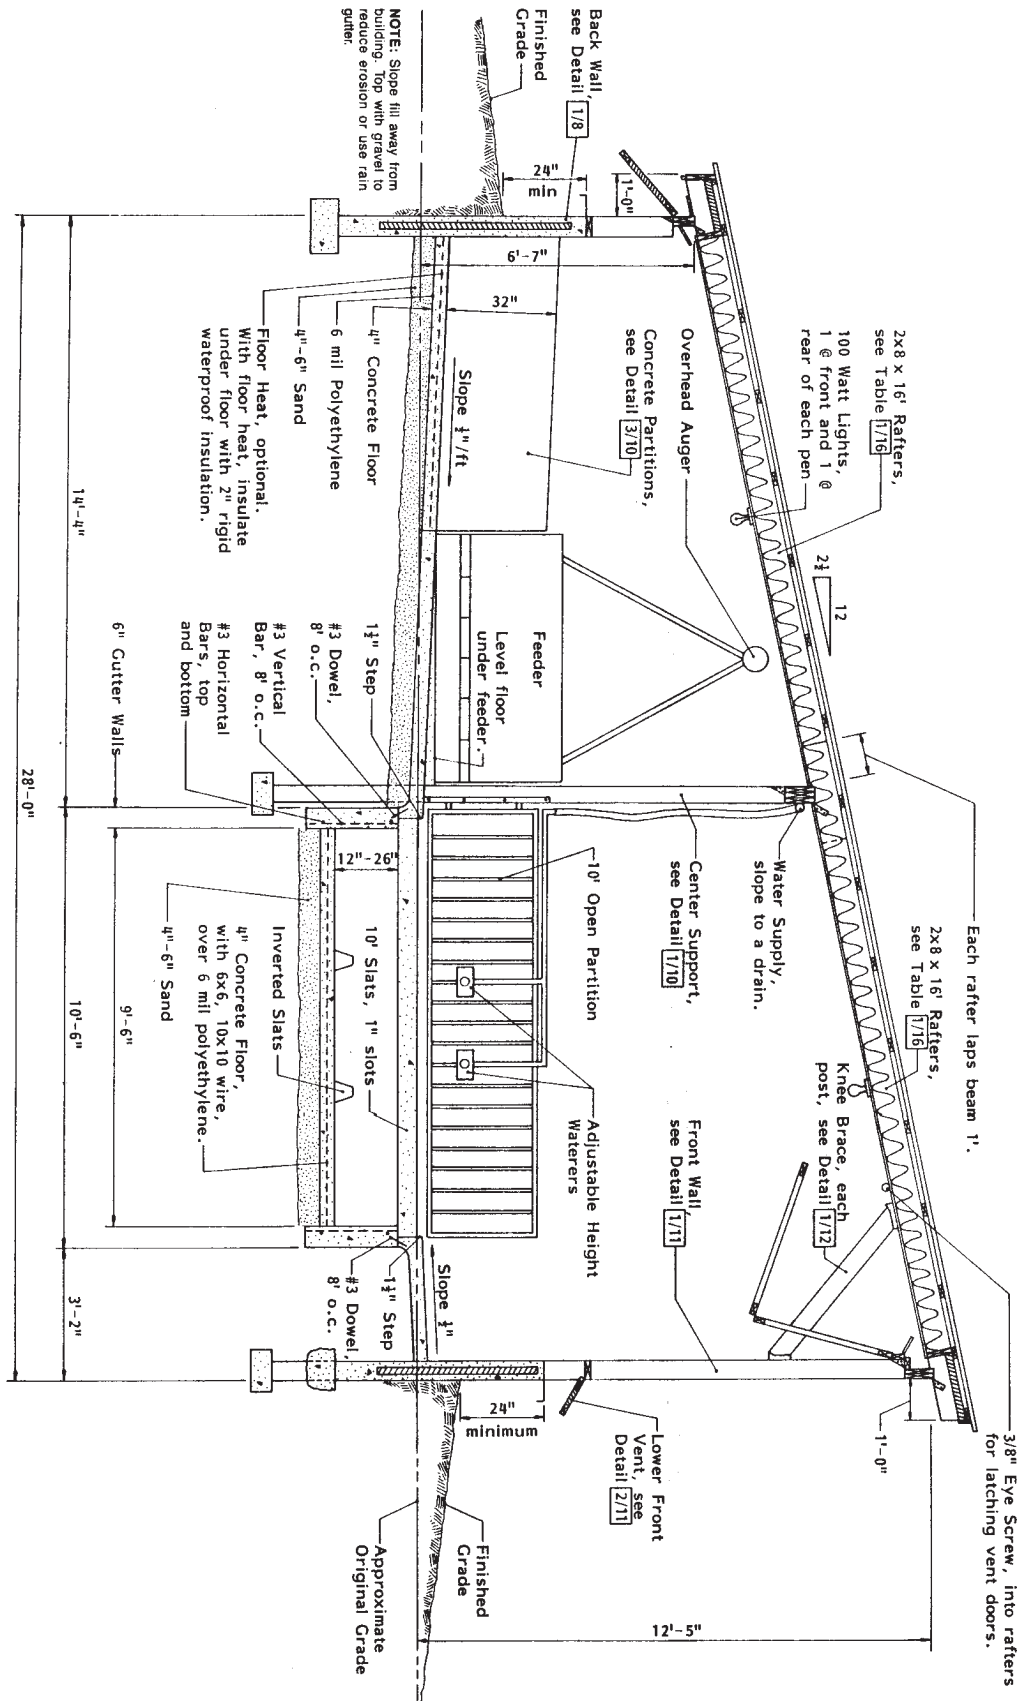 Back Wall,
see Detail 1/8
Finished
Grade
NOTE: Slope fill away from
building. Top with gravel to
reduce erosion or use rain
gutter.
24"
min
1'-0"
6'-7"
32"
2x8 x 16' Rafters,
see Table 1/16
100 Watt Lights,
1 @ front and 1 @
rear of each pen
Overhead Auger
Concrete Partitions,
see Detail 3/10
Slope ½"/ft
4" Concrete Floor
6 mil Polyethylene
4"-6" Sand
Floor Heat, optional.
With floor heat, insulate
under floor with 2" rigid
waterproof insulation.
12
2½
Feeder
Level floor
under feeder.
1½" Step
#3 Dowel,
8' o.c.
#3 Vertical
Bar, 8' o.c.
#3 Horizontal
Bars, top
and bottom
6" Gutter Walls
14'-4"
28'-0"
Each rafter laps beam 1'.
2x8 x 16' Rafters,
see Table 1/16
Water Supply,
slope to a drain.
Center Support,
see Detail 1/10
10' Open Partition
12"-26"
10' Slats, 1" slots
Inverted Slats
4" Concrete Floor,
with 6x6, 10x10 wire,
over 6 mil polyethylene.
4"-6" Sand
9'-6"
10'-6"
Knee Brace, each
post, see Detail 1/12
Front Wall,
see Detail 1/11
Adjustable Height
Waterers
Slope ½"
1½" Step
#3 Dowel,
8' o.c.
3'-2"
3/8" Eye Screw, into rafters
for latching vent doors.
1'-0"
Lower Front
Vent, see
Detail 2/11
24"
minimum
Finished
Grade
Approximate
Original Grade
12'-5"